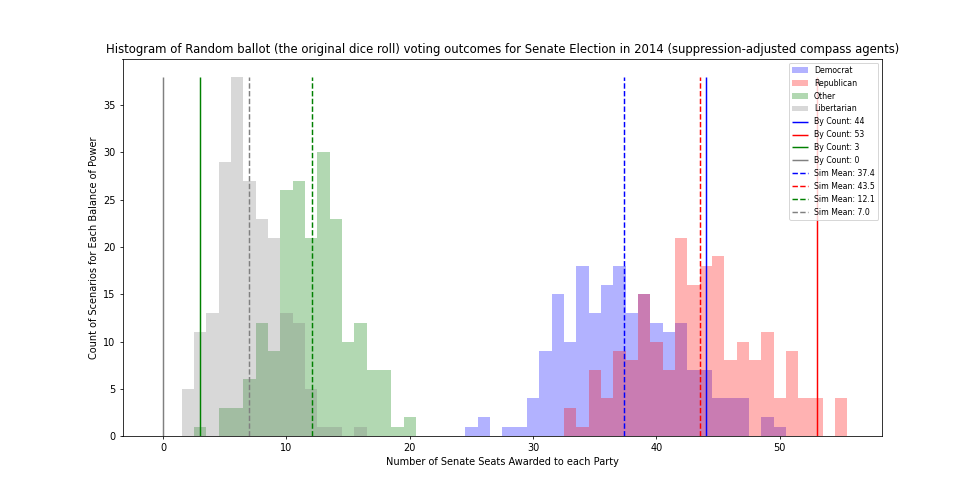 Histogram of Random ballot (the original dice roll) voting outcomes for Senate Election in 2014 (suppression-adjusted compass agents)
Democrat
Republican
Other
Libertarian
By Count: 44
By Count: 53
By Count: 3
By Count: 0
Sim Mean: 37.4
Sim Mean: 43.5
Sim Mean: 12.1
Sim Mean: 7.0
Count of Scenarios for Each Balance of Power
35
30
25
20
15
10
5
0
0 10 20 30 40 50
Number of Senate Seats Awarded to each Party